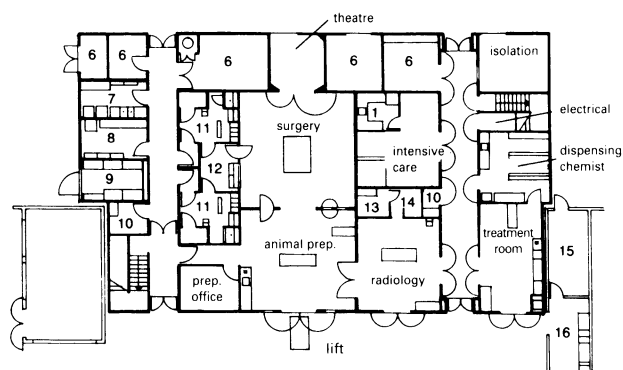 theatre
6
6
6
6
6
isolation
7
1
electrical
11
surgery
8
intensive
care
dispensing
chemist
12
9
11
13
14
10
10
animal prep.
treatment
room
15
prep.
office
radiology
16
lift